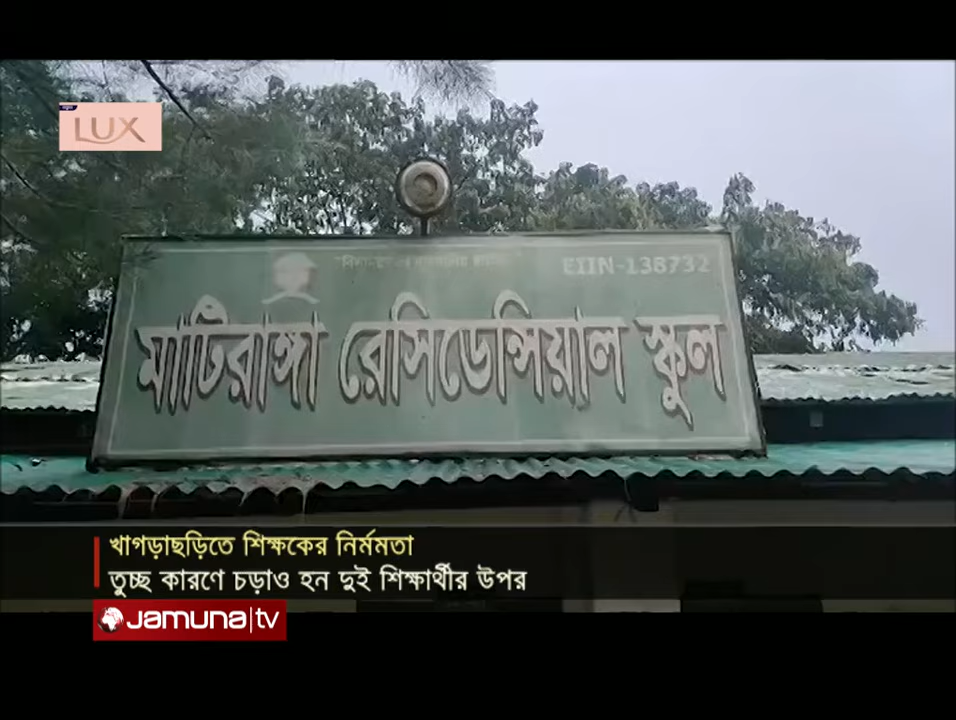 LUX
EIIN-138732
মাটিরাঙ্গা রেসিডেন্সিয়াল স্কুল
খাগড়াছড়িতে শিক্ষকের নির্মমতা
তুচ্ছ কারণে চড়াও হন দুই শিক্ষার্থীর উপর
Jamuna|tv